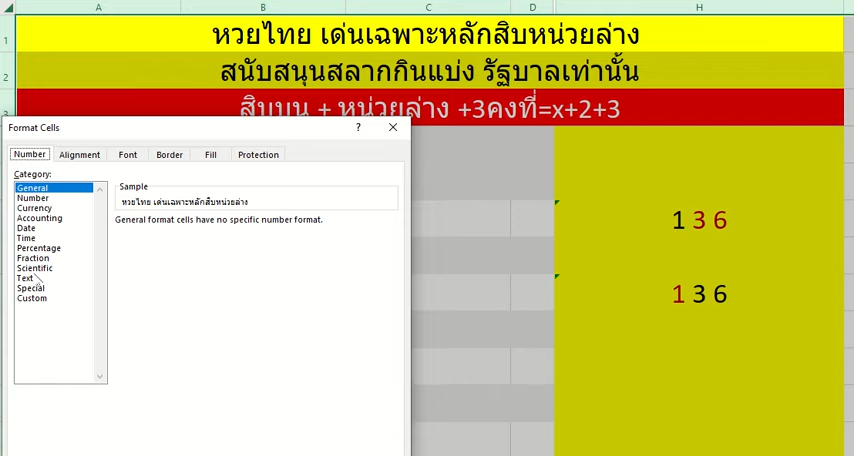 A B C D H
1 หวยไทย เด่นเฉพาะหลักสิบหน่วยล่าง
2 สนับสนุนสลากกินแบ่ง รัฐบาลเท่านั้น
3 สิบบน + หน่วยล่าง +3คงที่=x+2+3
Format Cells ? ×
Number Alignment Font Border Fill Protection
Category:
General
Number
Currency
Accounting
Date
Time
Percentage
Fraction
Scientific
Text
Special
Custom
Sample
หวยไทย เด่นเฉพาะหลักสิบหน่วยล่าง
General format cells have no specific number format.
1 3 6
1 3 6